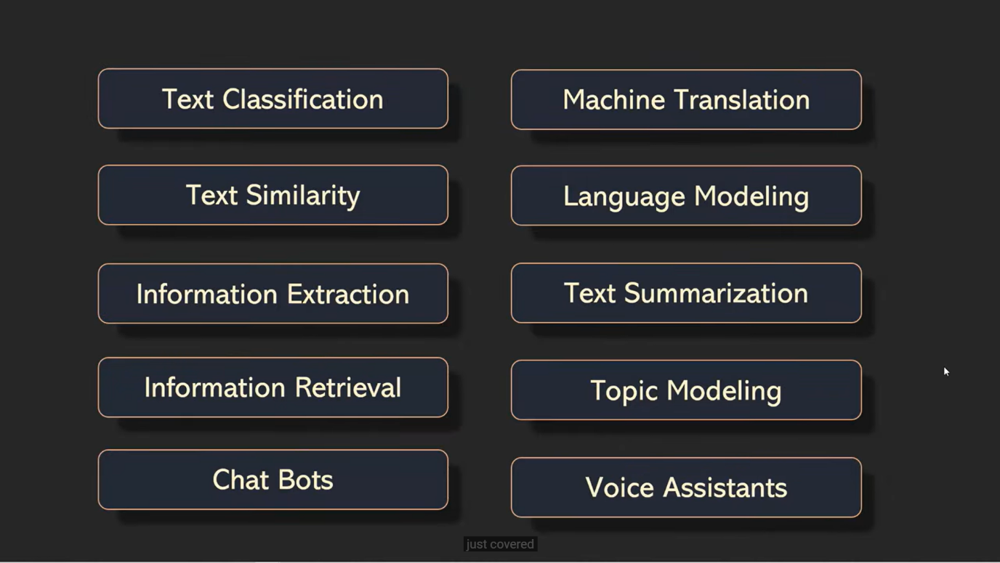 Text Classification
Machine Translation
Text Similarity
Language Modeling
Information Extraction
Text Summarization
Information Retrieval
Topic Modeling
Chat Bots
Voice Assistants
just covered